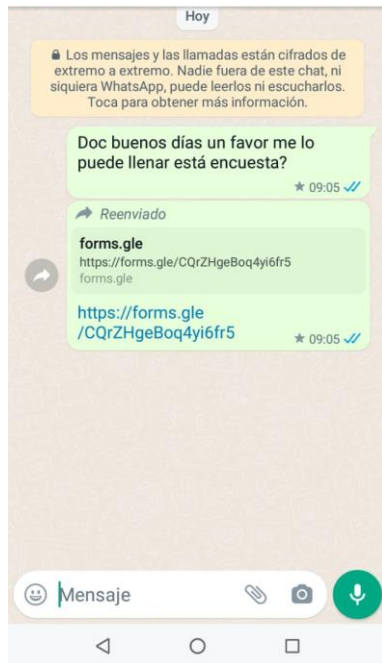 Hoy
Los mensajes y las llamadas están cifrados de
extremo a extremo. Nadie fuera de este chat, ni
siquiera WhatsApp, puede leerlos ni escucharlos.
Toca para obtener más información.
Doc buenos días un favor me lo
puede llenar está encuesta?
09:05
Reenviado
forms.gle
https://forms.gle/CQrZHgeBoq4yi6fr5
forms.gle
https://forms.gle
/CQrZHgeBoq4yi6fr5
09:05
Mensaje